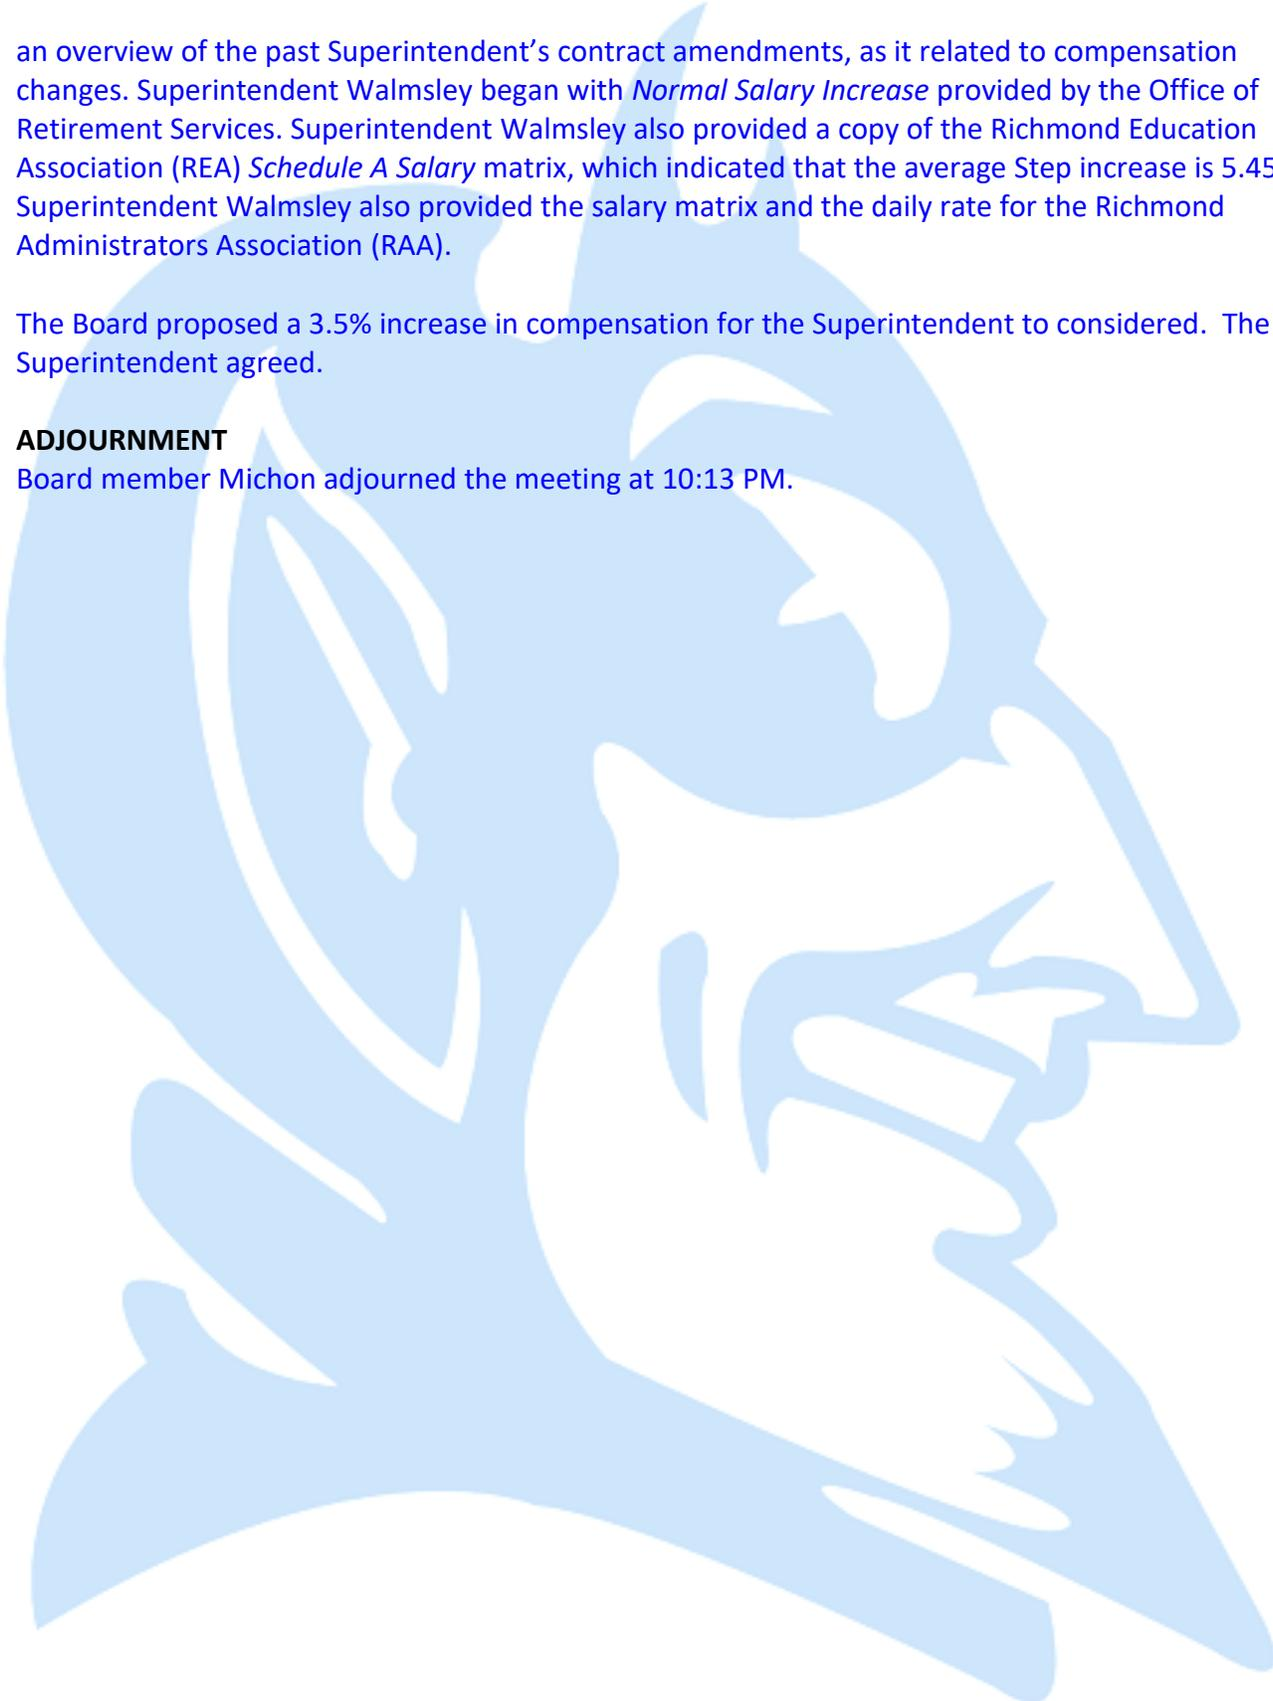 an overview of the past Superintendent’s contract amendments, as it related to compensation
changes. Superintendent Walmsley began with Normal Salary Increase provided by the Office of
Retirement Services. Superintendent Walmsley also provided a copy of the Richmond Education
Association (REA) Schedule A Salary matrix, which indicated that the average Step increase is 5.45
Superintendent Walmsley also provided the salary matrix and the daily rate for the Richmond
Administrators Association (RAA).
The Board proposed a 3.5% increase in compensation for the Superintendent to considered.  The
Superintendent agreed.
ADJOURNMENT
Board member Michon adjourned the meeting at 10:13 PM.